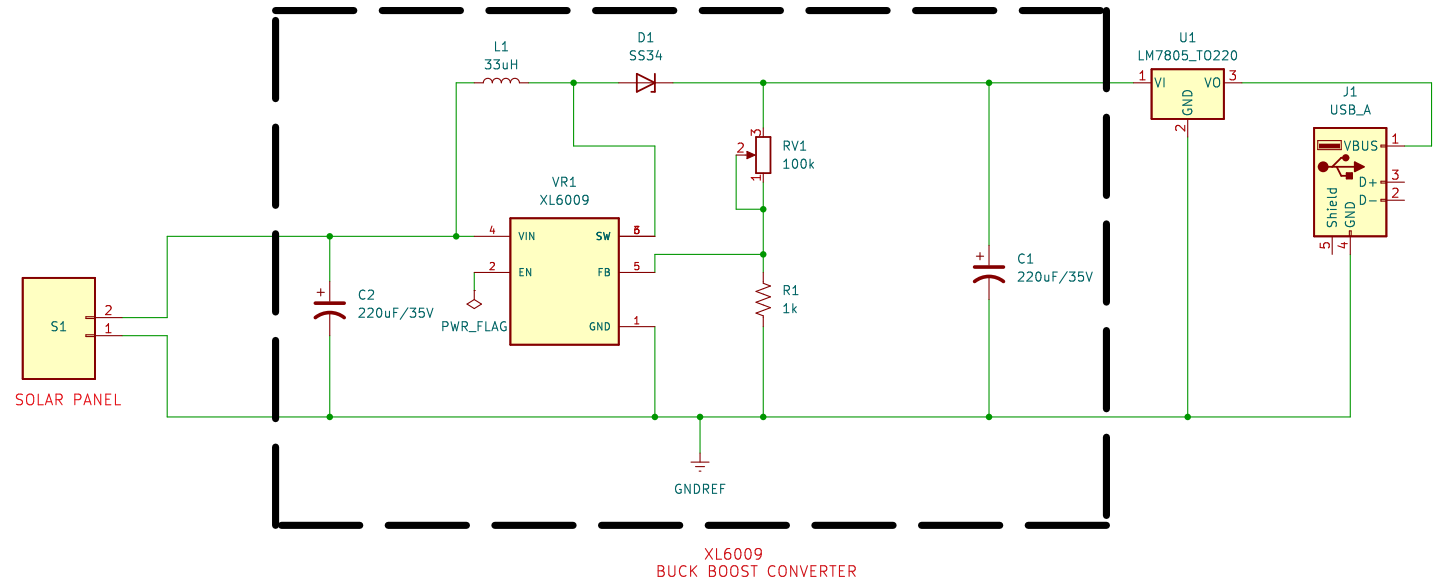 L1
33uH
D1
SS34
U1
LM7805_TO220
1
VI
VO
3
GND
2
J1
USB_A
VBUS
1
D+
3
D-
2
Shield
GND
5
4
3
2
1
RV1
100k
VR1
XL6009
4
VIN
SW
2
EN
FB
5
GND
1
PWR_FLAG
+
C2
220uF/35V
R1
1k
+
C1
220uF/35V
S1
2
1
SOLAR PANEL
GNDREF
XL6009
BUCK BOOST CONVERTER